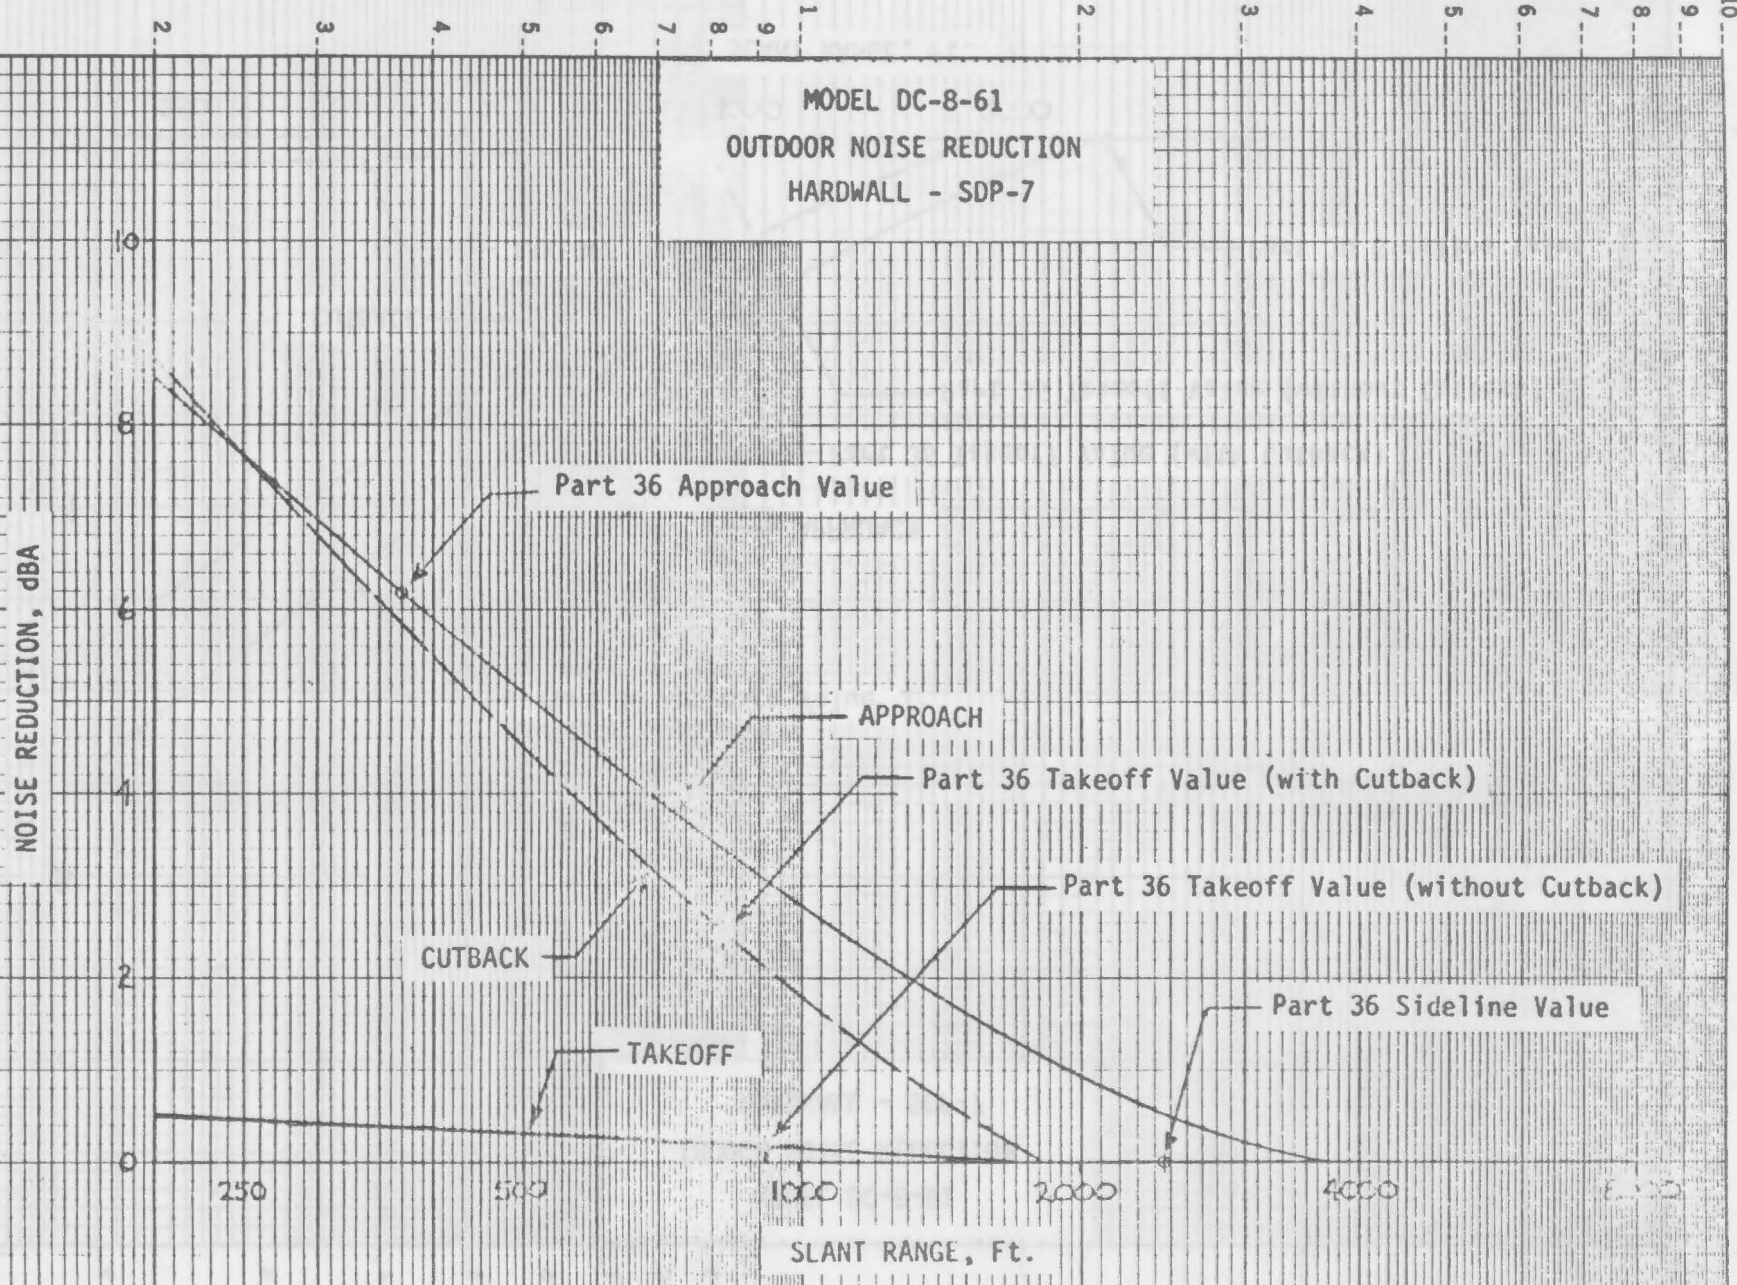 2 3 4 5 6 7 8 9 1 2 3 4 5 6 7 8 9 10
MODEL DC-8-61
OUTDOOR NOISE REDUCTION
HARDWALL - SDP-7
10
8
Part 36 Approach Value
6
NOISE REDUCTION, dBA
APPROACH
Part 36 Takeoff Value (with Cutback)
4
Part 36 Takeoff Value (without Cutback)
CUTBACK
2
Part 36 Sideline Value
TAKEOFF
0
250 500 1000 2000 4000
SLANT RANGE, Ft.